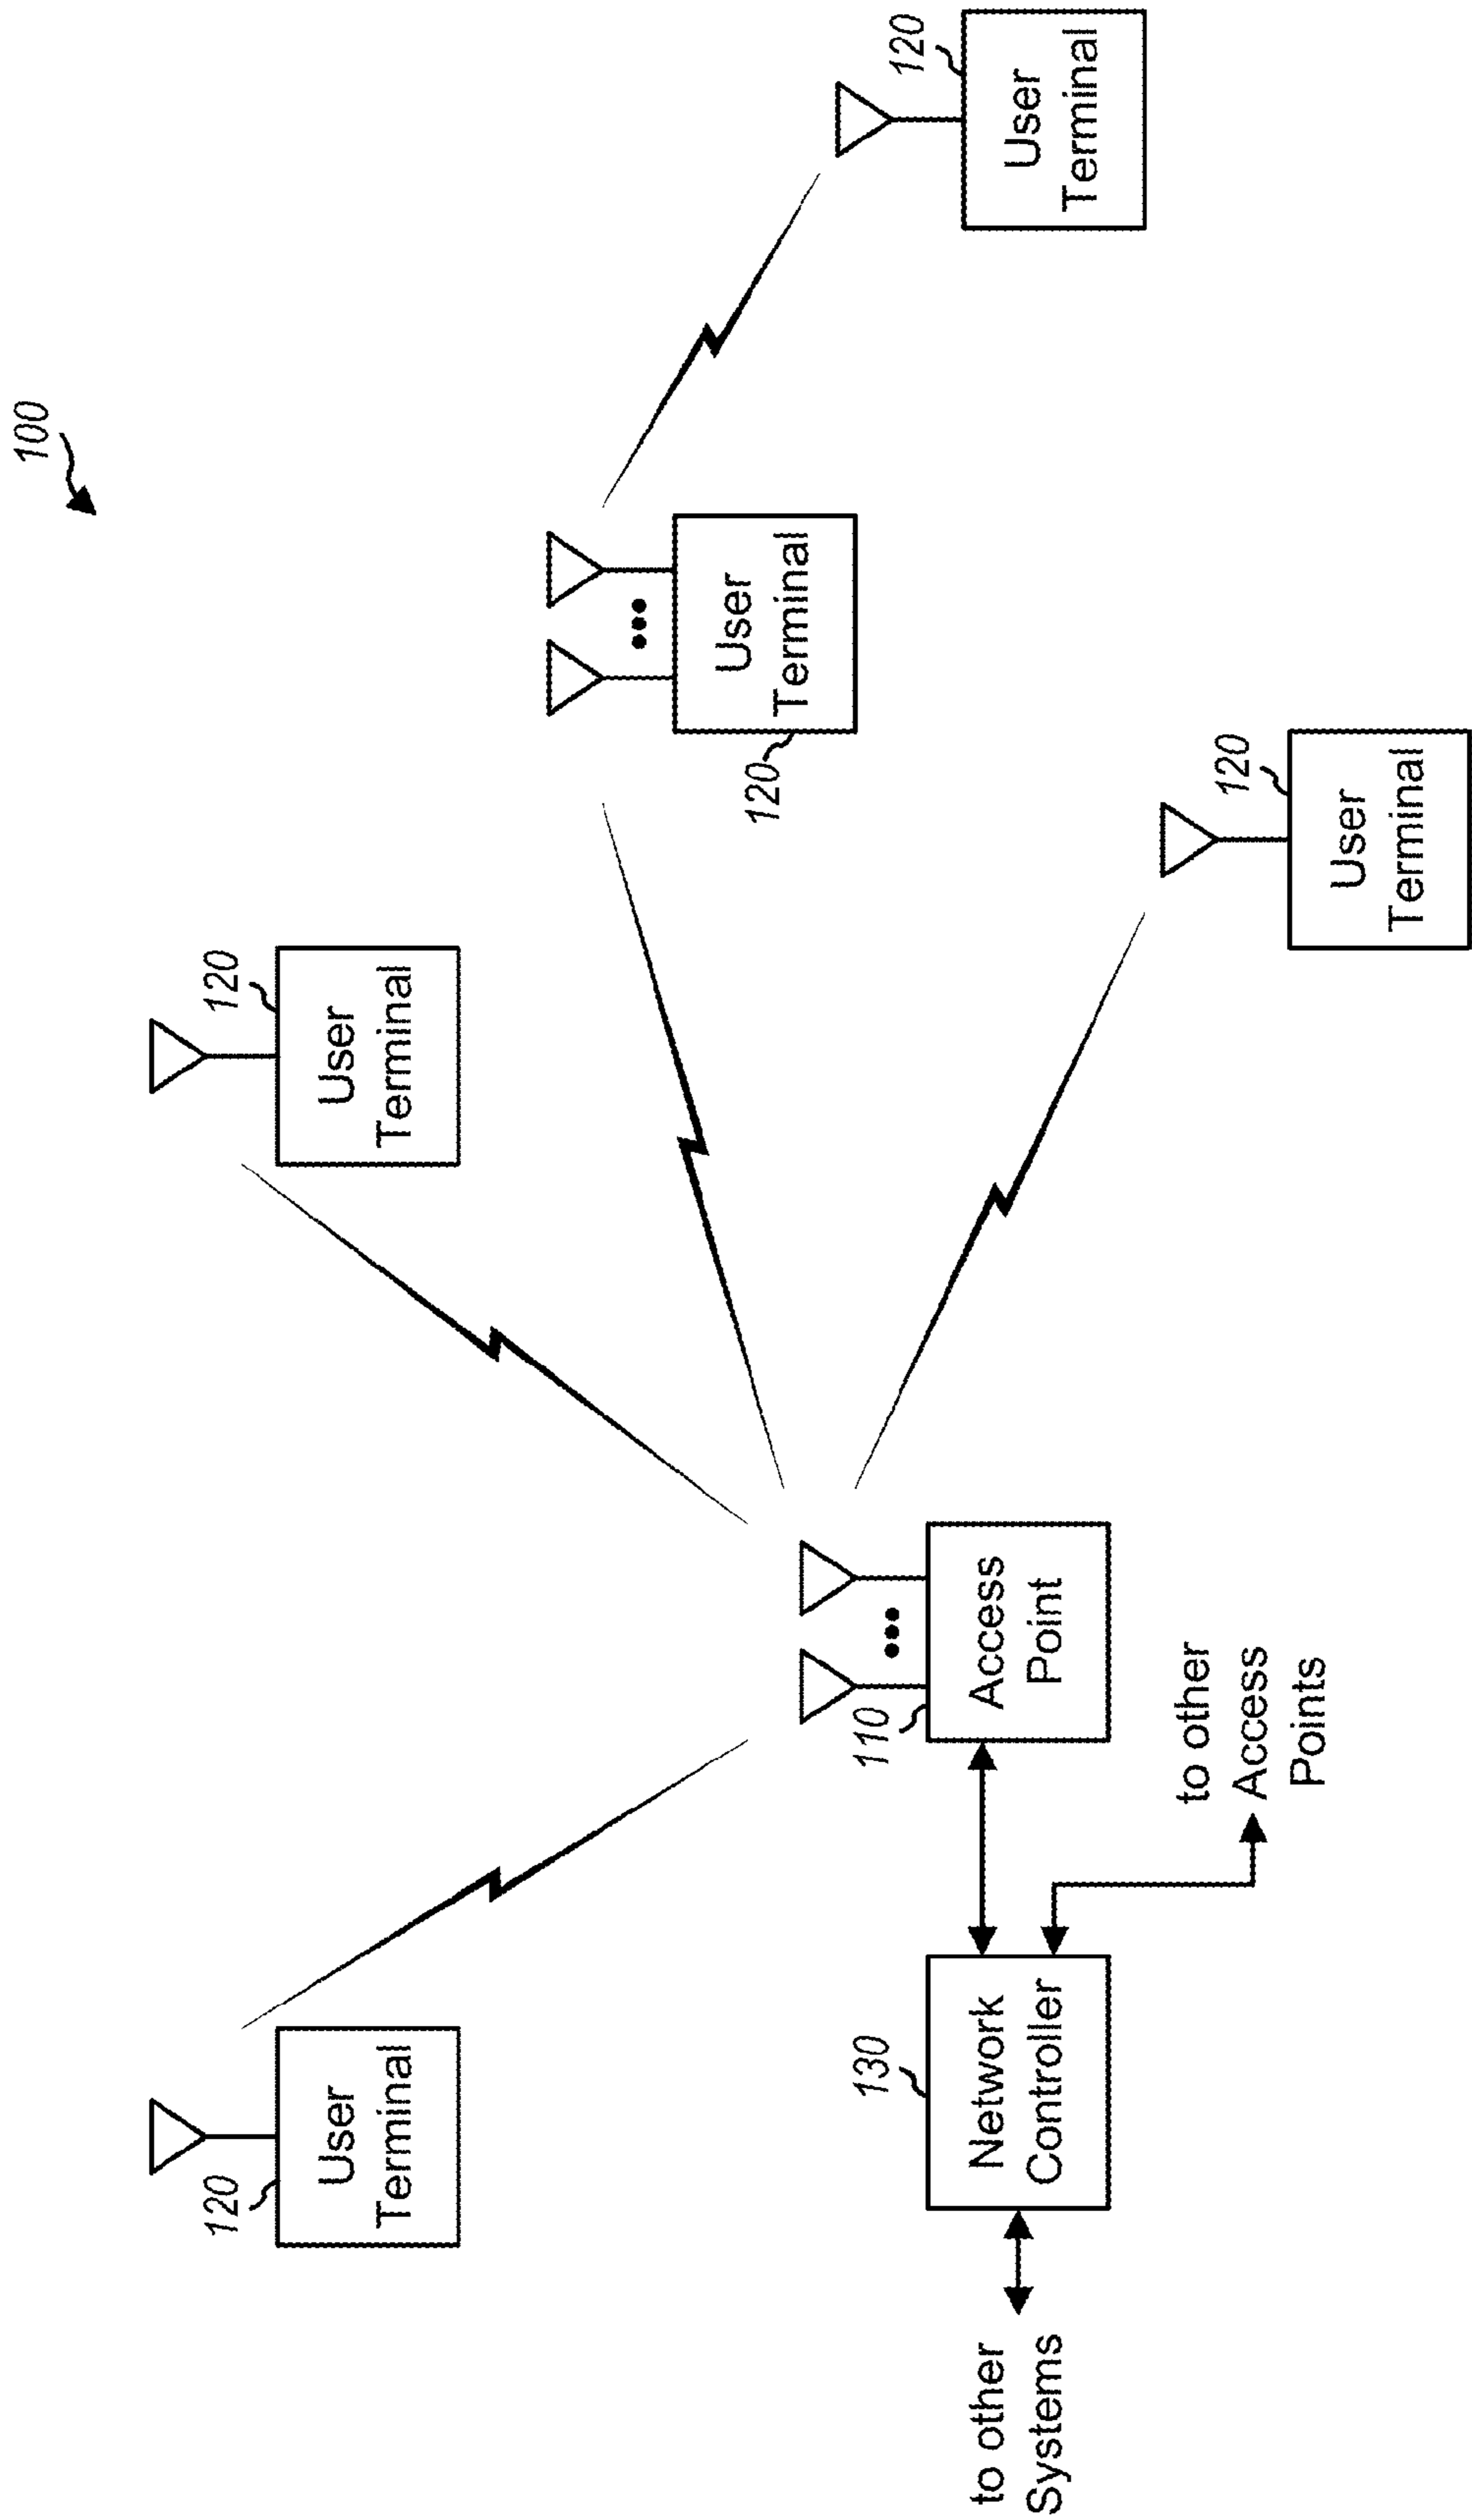 100
120
User
Terminal
120
User
Terminal
120
User
Terminal
120
User
Terminal
120
User
Terminal
110
Access
Point
130
Network
Controller
to other
Systems
to other
Access
Points